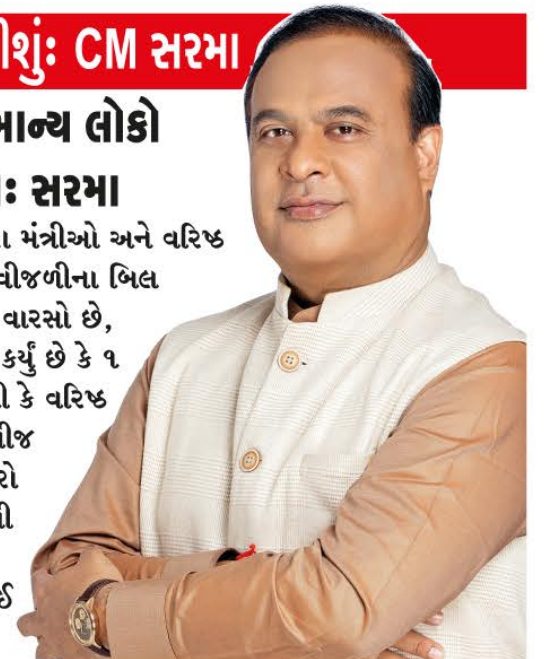 શુંઃ CM સરમા
માન્ય લોકો
સરમા
મંત્રીઓ અને વરિષ્ઠ
વીજળીના બિલ
વારસો છે,
કર્યું છે કે ૧
કે વરિષ્ઠ